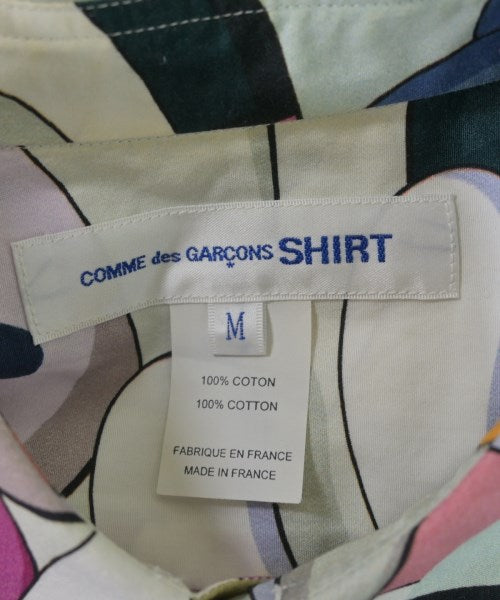 COMME des GARÇONS SHIRT
M
100% COTON
100% COTTON
FABRIQUE EN FRANCE
MADE IN FRANCE